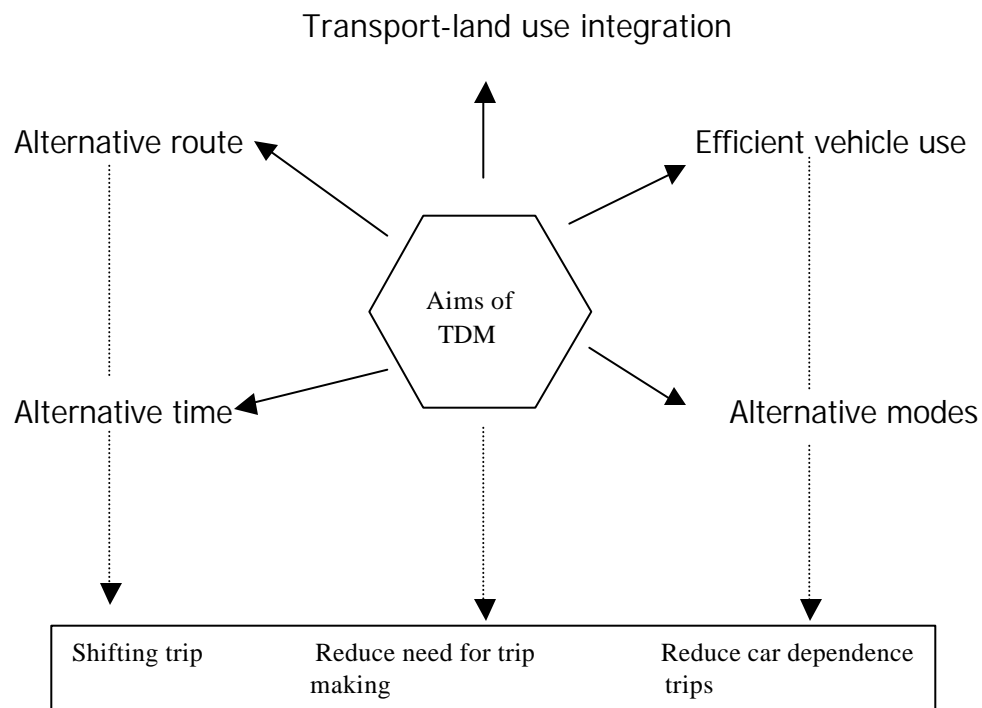 Transport-land use integration
Alternative route
Efficient vehicle use
Aims of
TDM
Alternative time
Alternative modes
Shifting trip
Reduce need for trip
making
Reduce car dependence
trips